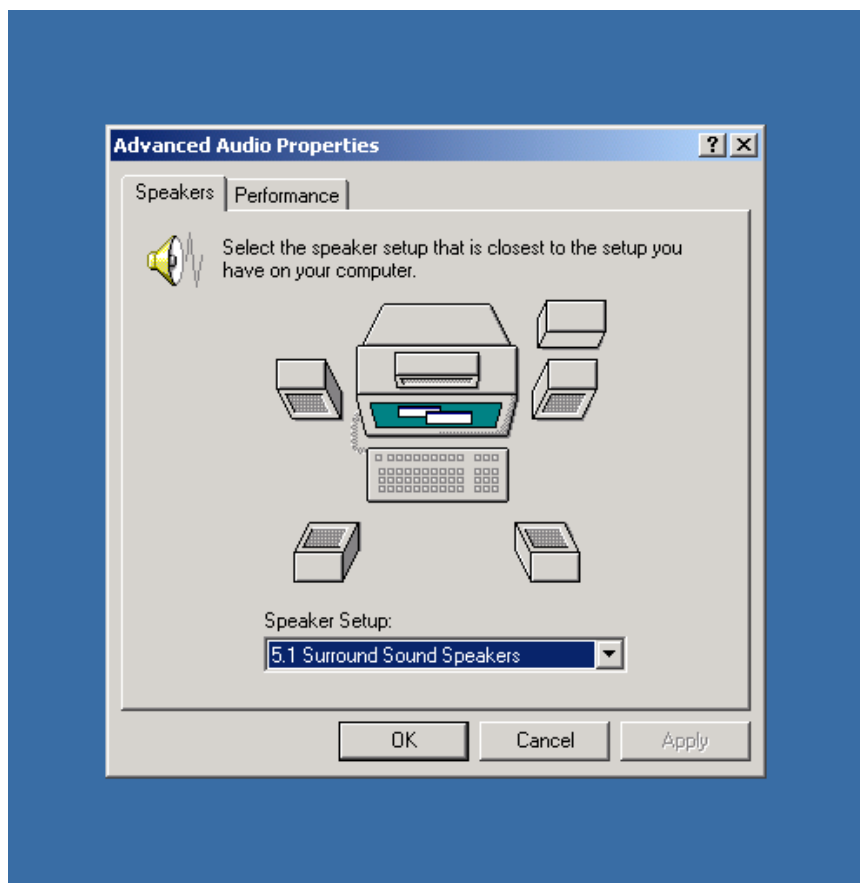 Advanced Audio Properties
Speakers
Performance
Select the speaker setup that is closest to the setup you
have on your computer.
Speaker Setup:
5.1 Surround Sound Speakers
OK
Cancel
Apply